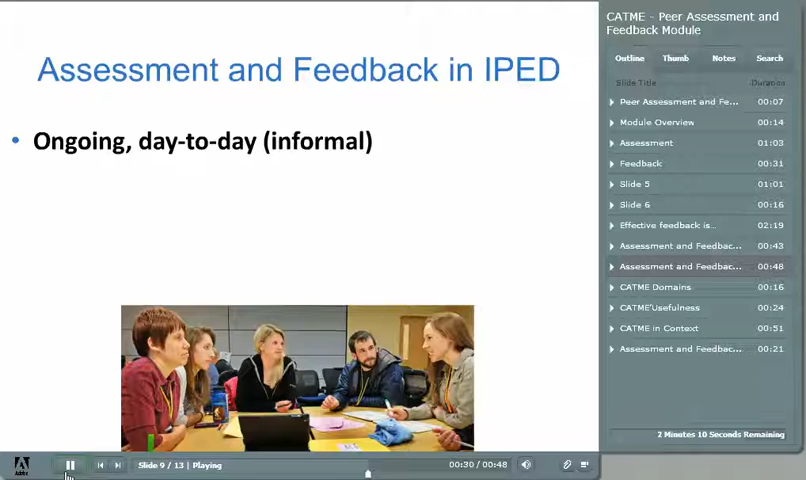 Assessment and Feedback in IPED
• Ongoing, day-to-day (informal)
CATME - Peer Assessment and
Feedback Module
Outline Thumb Notes Search
Slide Title Duration
Peer Assessment and Fe... 00:07
Module Overview 00:14
Assessment 01:03
Feedback 00:31
Slide 5 01:01
Slide 6 00:16
Effective feedback is... 02:19
Assessment and Feedbac... 00:43
Assessment and Feedbac... 00:48
CATME Domains 00:16
CATME'Usefulness 00:24
CATME in Context 00:51
Assessment and Feedbac... 00:21
2 Minutes 10 Seconds Remaining
Adobe
Slide 9 / 13 | Playing
00:30 / 00:48